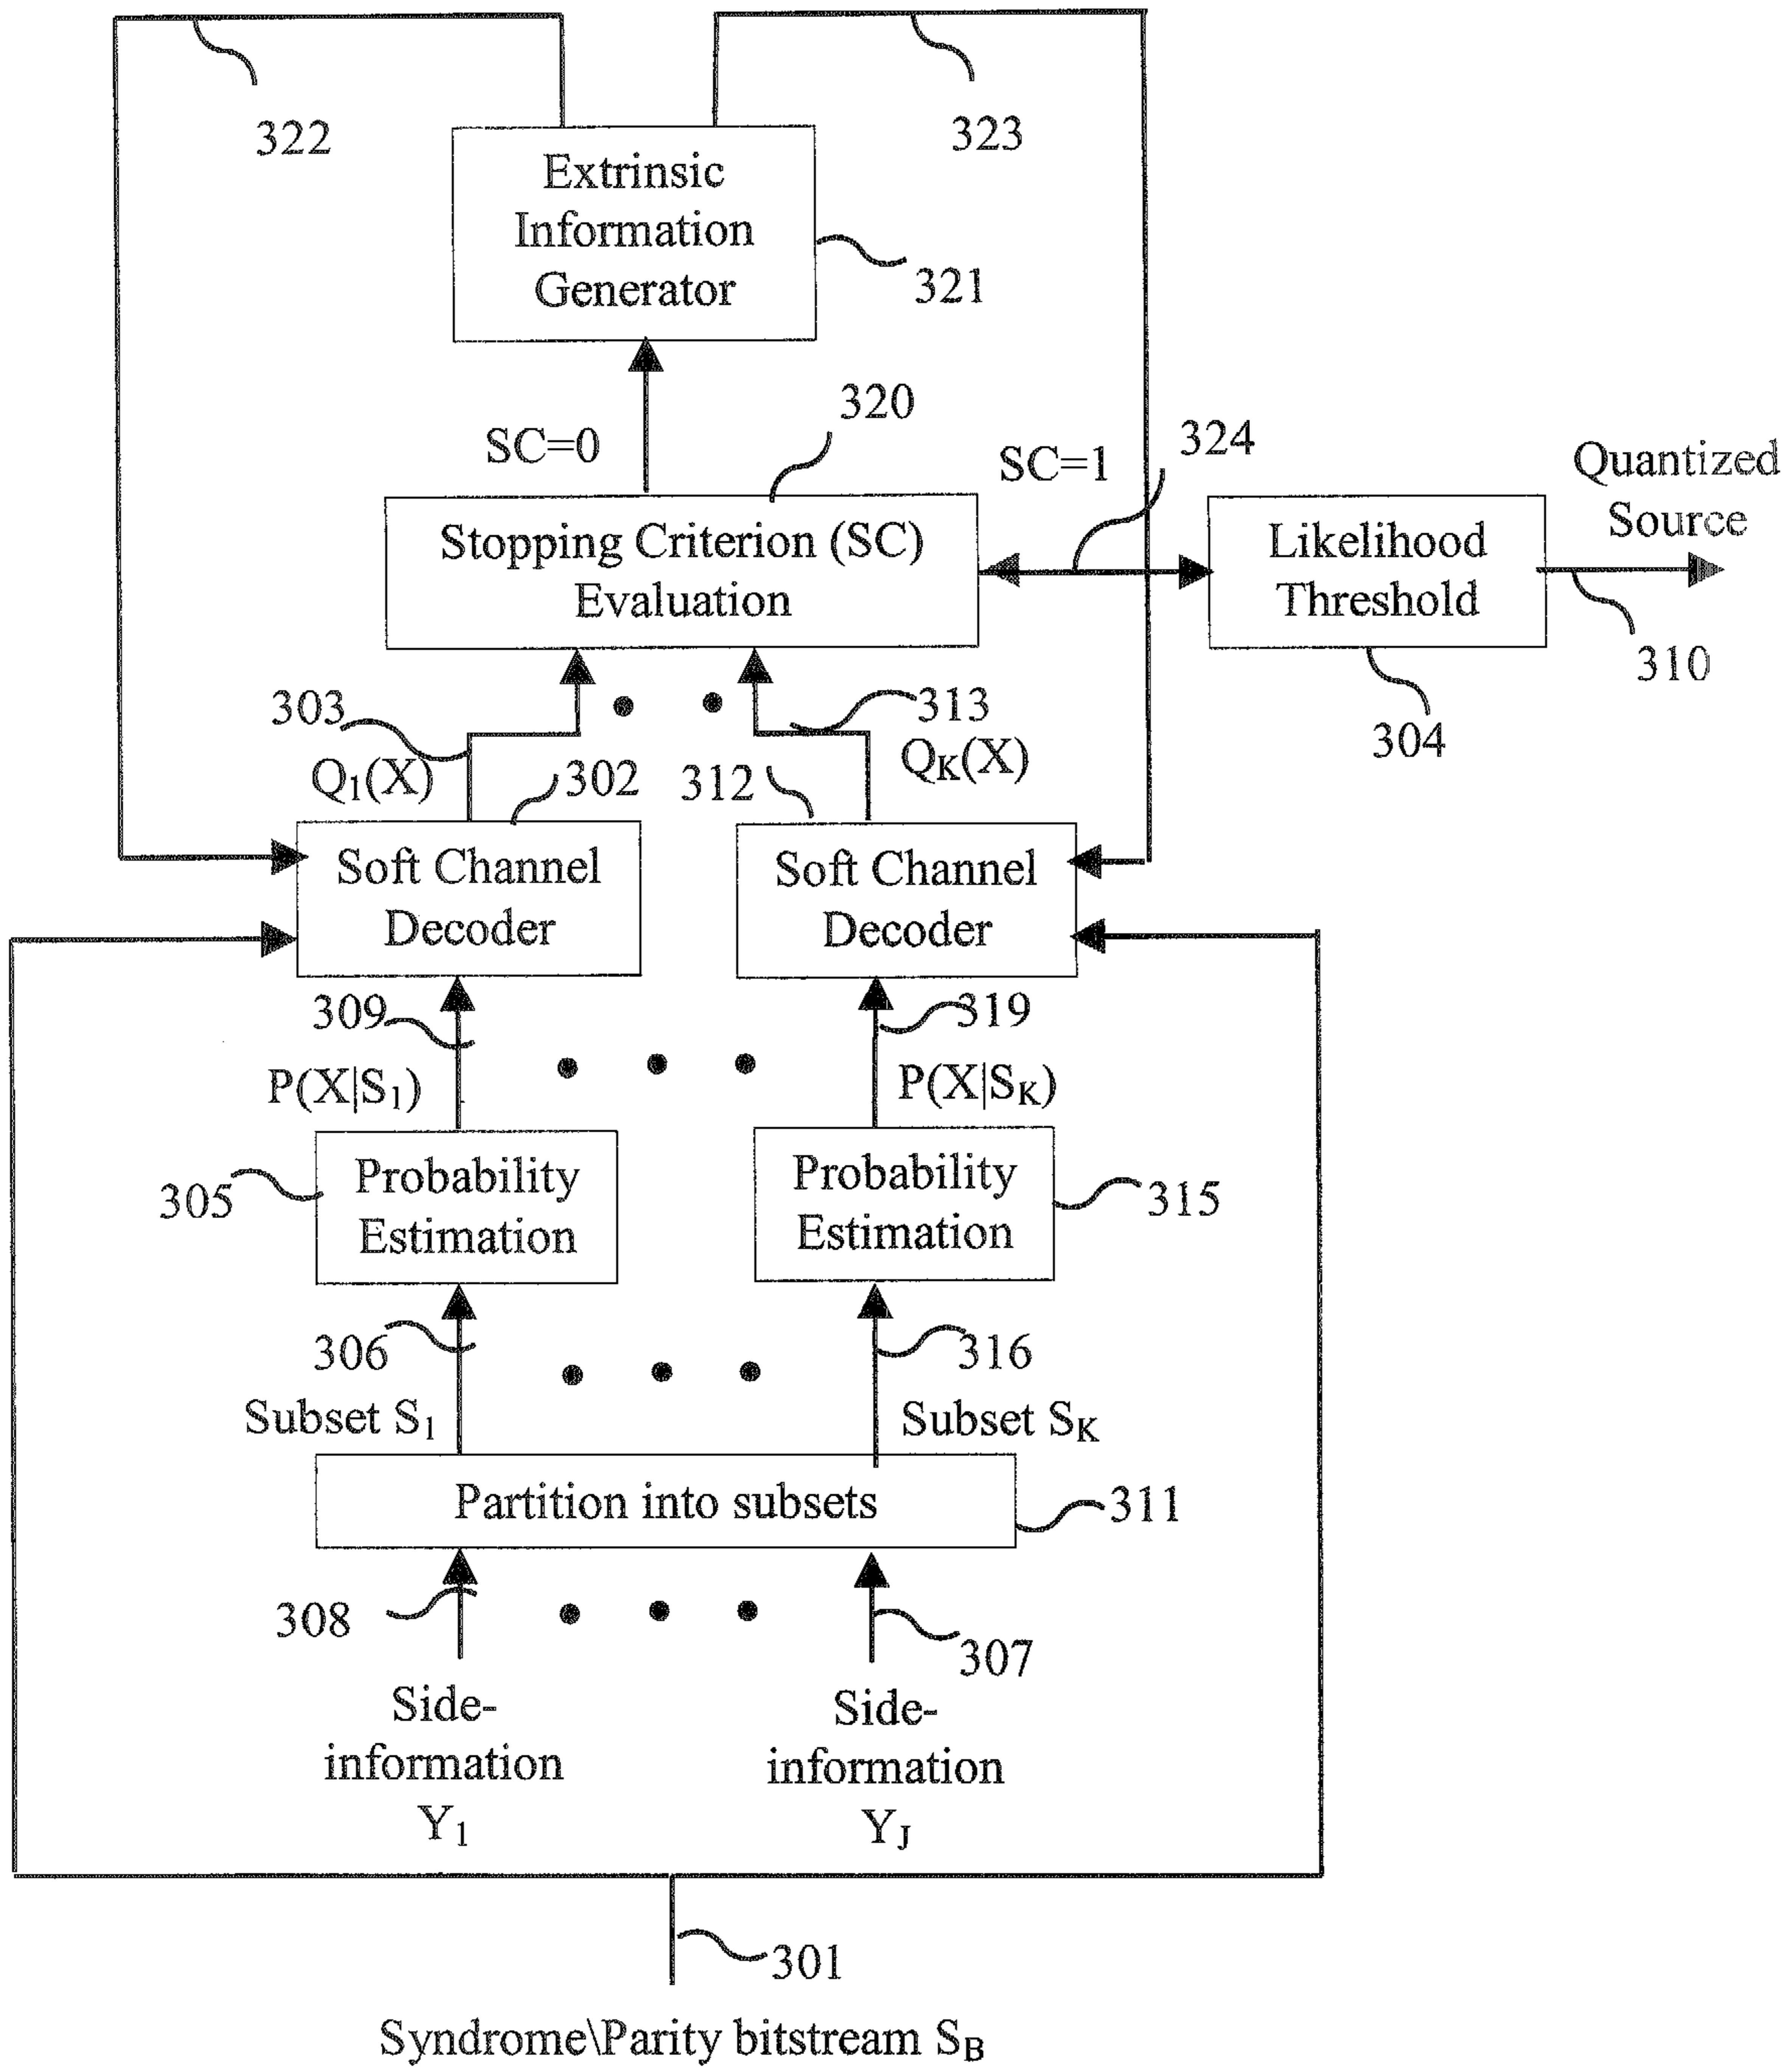 322
323
Extrinsic
Information
Generator
321
320
SC=0
SC=1
324
Quantized
Source
Stopping Criterion (SC)
Evaluation
Likelihood
Threshold
310
304
303
313
Q1(X)
302
312
QK(X)
Soft Channel
Decoder
Soft Channel
Decoder
309
319
P(X|S1)
P(X|SK)
305
Probability
Estimation
Probability
Estimation
315
306
316
Subset S1
Subset SK
Partition into subsets
311
308
307
Side-
information
Y1
Side-
information
YJ
301
Syndrome\Parity bitstream SB